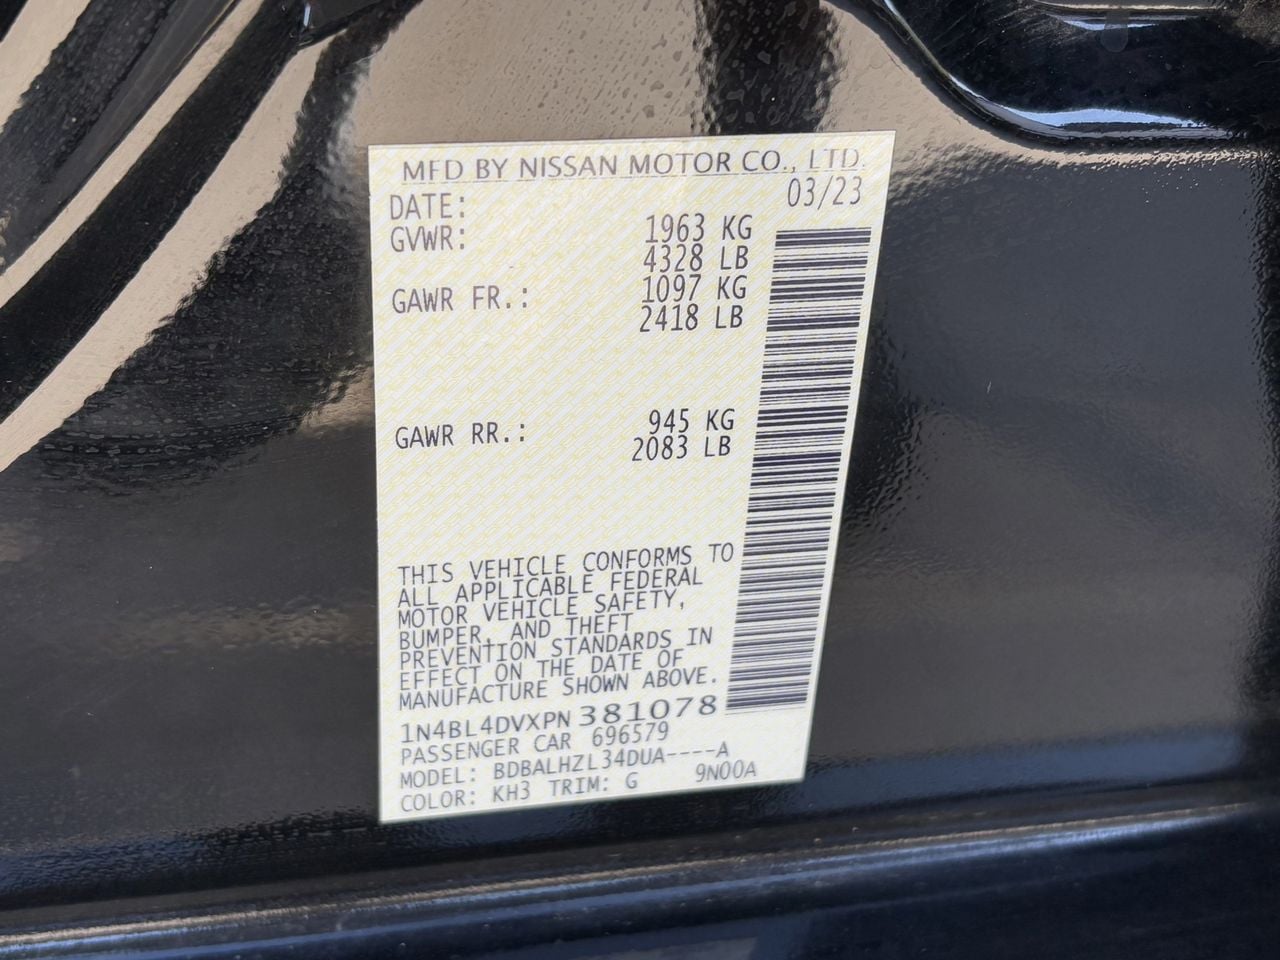 MFD BY NISSAN MOTOR CO., LTD.
DATE: 03/23
GVWR: 1963 KG
4328 LB
GAWR FR.: 1097 KG
2418 LB
GAWR RR.: 945 KG
2083 LB
THIS VEHICLE CONFORMS TO
ALL APPLICABLE FEDERAL
MOTOR VEHICLE SAFETY,
BUMPER, AND THEFT
PREVENTION STANDARDS IN
EFFECT ON THE DATE OF
MANUFACTURE SHOWN ABOVE.
1N4BL4DVXPN381078
PASSENGER CAR 696579
MODEL: BDBALHZL34DUA----A
COLOR: KH3 TRIM: G 9N00A